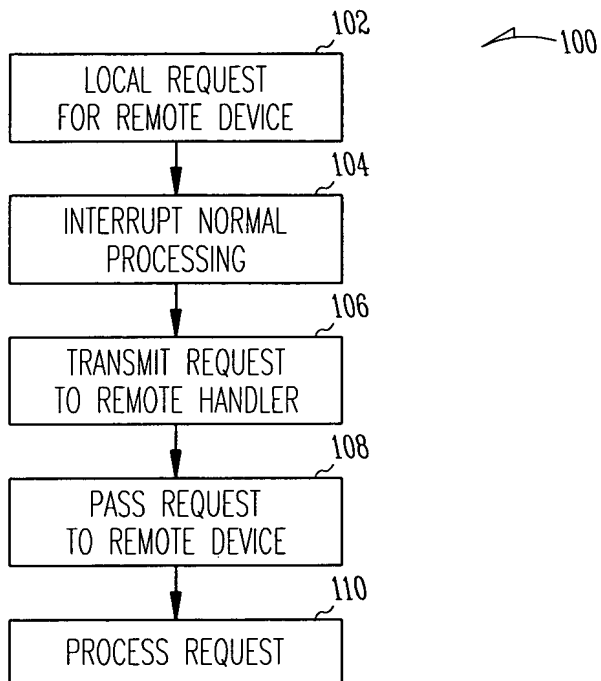 102
100
LOCAL REQUEST
FOR REMOTE DEVICE
104
INTERRUPT NORMAL
PROCESSING
106
TRANSMIT REQUEST
TO REMOTE HANDLER
108
PASS REQUEST
TO REMOTE DEVICE
110
PROCESS REQUEST